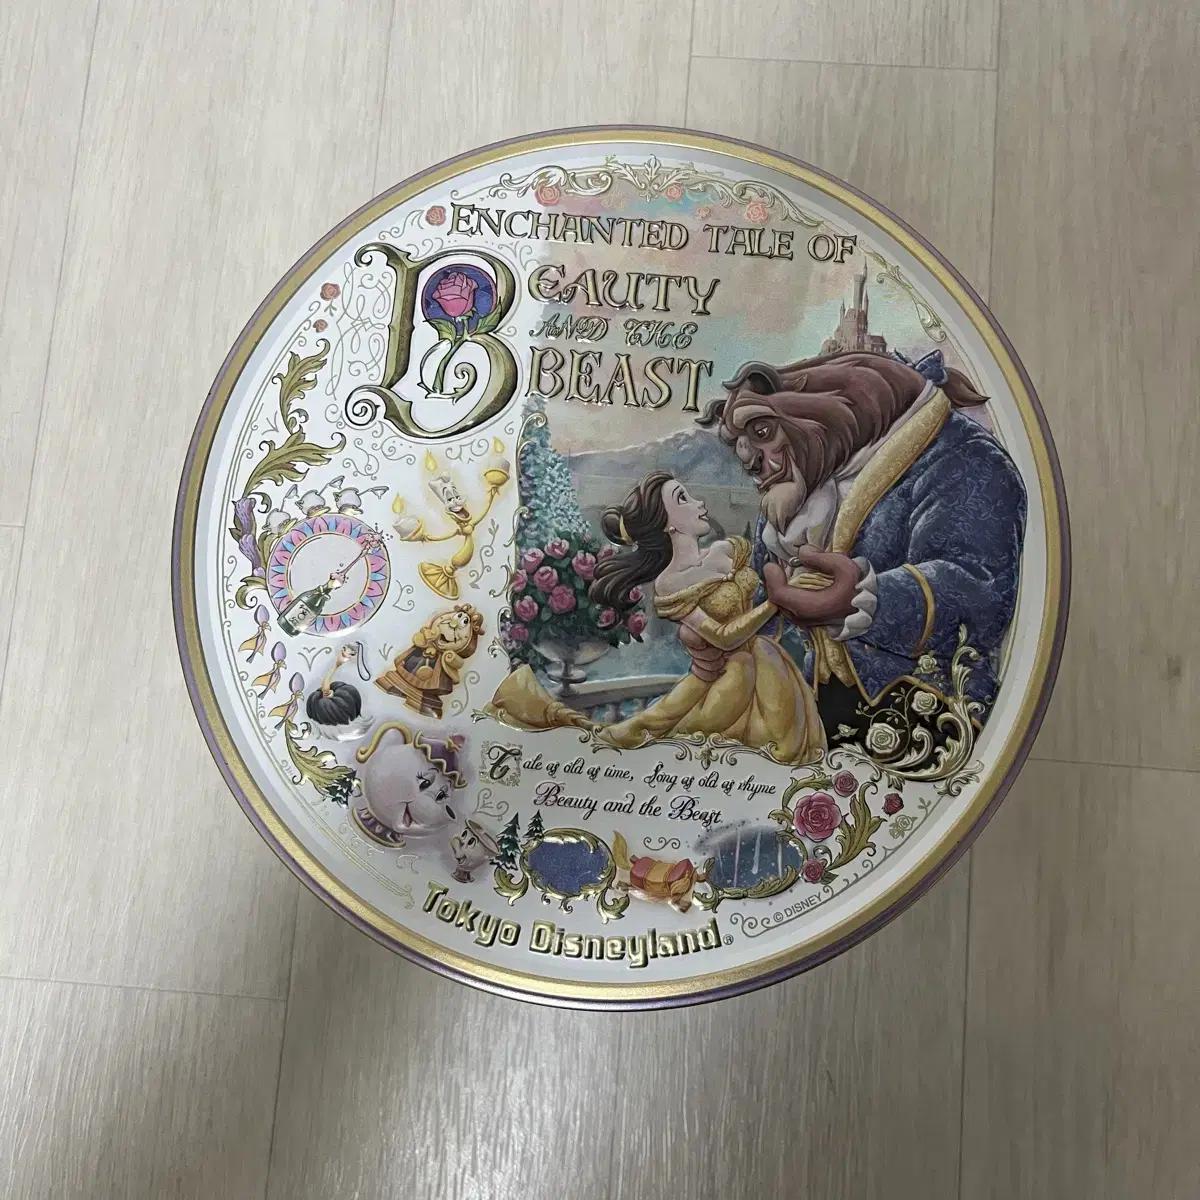 ENCHANTED TALE OF
BEAUTY
AND THE
BEAST
Tale as old as time, Song as old as rhyme
Beauty and the Beast.
© DISNEY
Tokyo Disneyland®